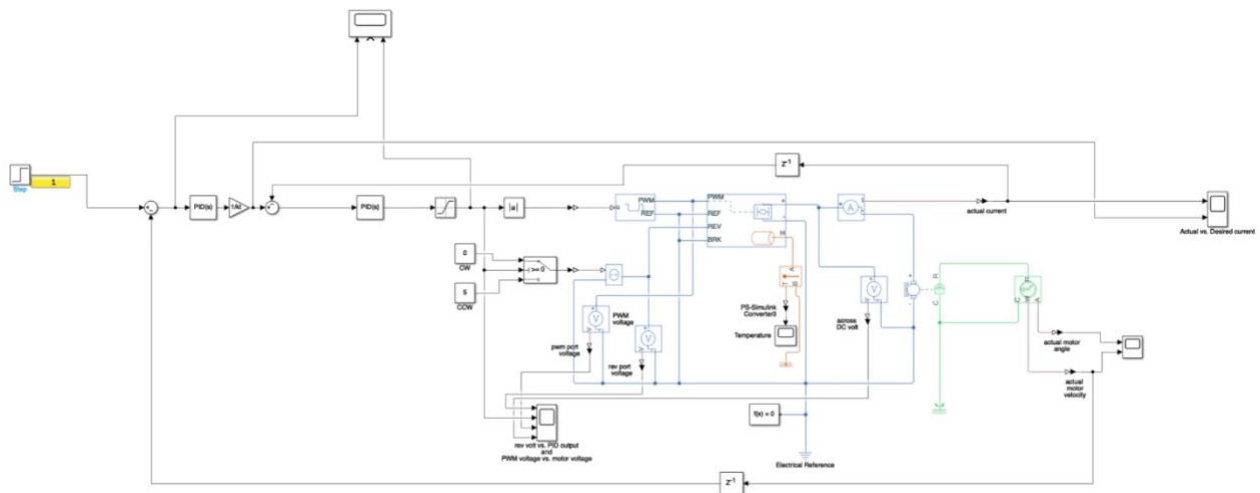 Step
1
PID(s)
1/kt
PID(s)
|u|
Z-1
PWM
REF
PWM
REF
REV
BRK
H
+
-
A
actual current
Actual vs. Desired current
0
CW
5
CCW
>= 0
PWM
voltage
V
pwm port
voltage
V
rev port
voltage
A
B
T
PS-Simulink
Converter3
Temperature
V
across
DC volt
+
-
C
R
R
C
W
A
actual motor
angle
actual
motor
velocity
rev volt vs. PID output
and
PWM voltage vs. motor voltage
f(x) = 0
Electrical Reference
Z-1